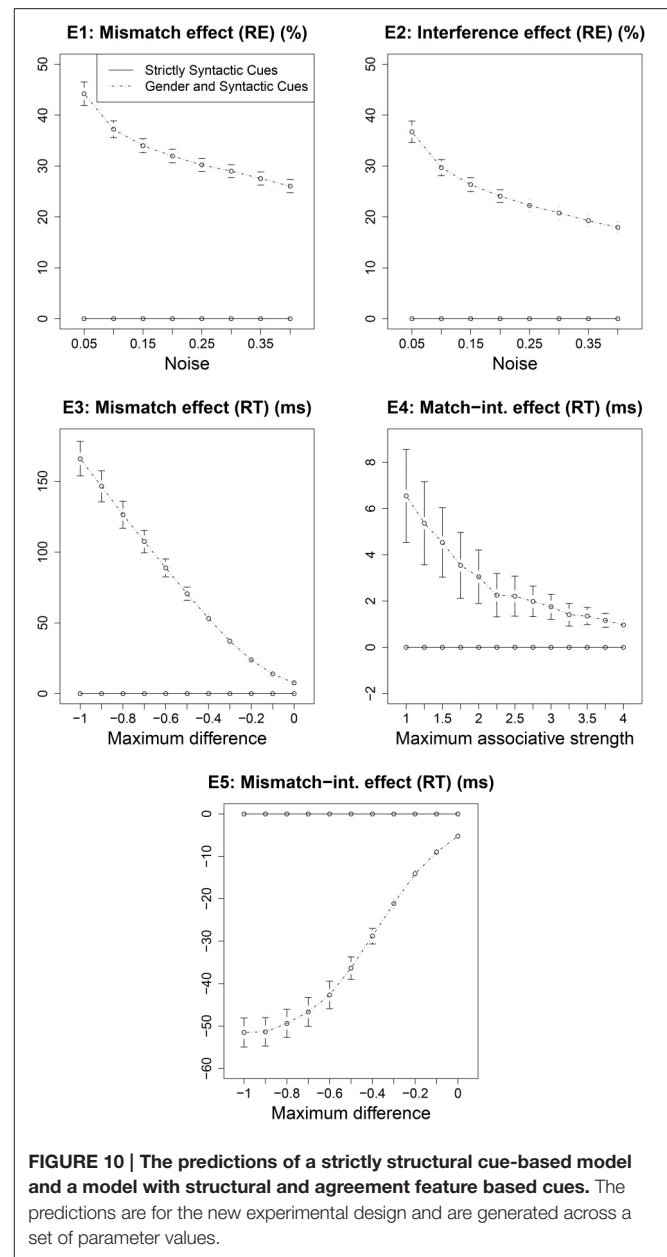 E1: Mismatch effect (RE) (%)
50
40
30
20
10
0
Strictly Syntactic Cues
Gender and Syntactic Cues
0.05 0.15 0.25 0.35
Noise
E2: Interference effect (RE) (%)
50
40
30
20
10
0
0.05 0.15 0.25 0.35
Noise
E3: Mismatch effect (RT) (ms)
150
100
50
0
−1 −0.8 −0.6 −0.4 −0.2 0
Maximum difference
E4: Match−int. effect (RT) (ms)
8
6
4
2
0
−2
1 1.5 2 2.5 3 3.5 4
Maximum associative strength
E5: Mismatch−int. effect (RT) (ms)
0
−10
−20
−30
−40
−50
−60
−1 −0.8 −0.6 −0.4 −0.2 0
Maximum difference
FIGURE 10 | The predictions of a strictly structural cue-based model
and a model with structural and agreement feature based cues. The
predictions are for the new experimental design and are generated across a
set of parameter values.